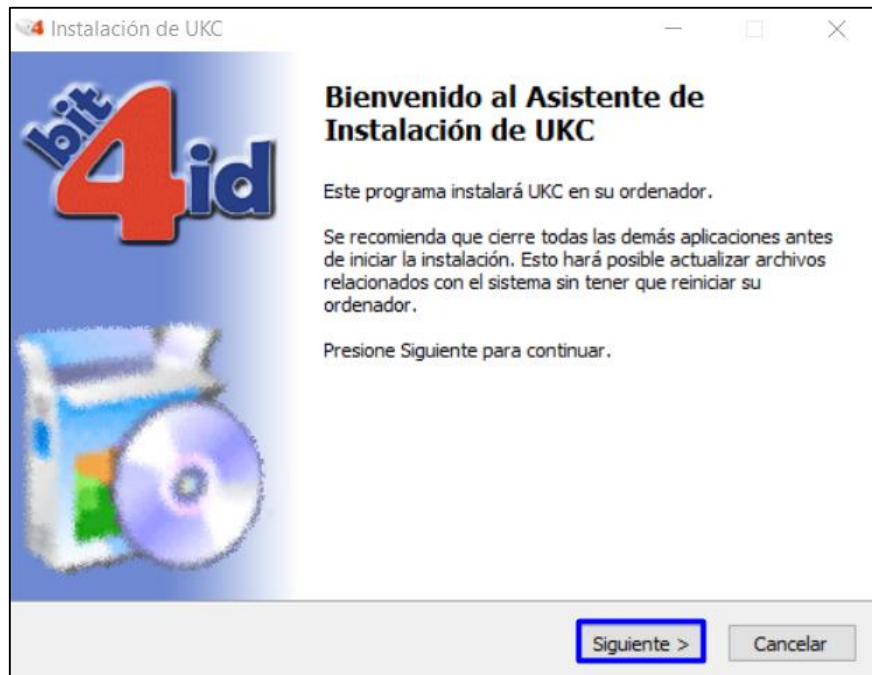 Instalación de UKC
bit
4id
Bienvenido al Asistente de
Instalación de UKC
Este programa instalará UKC en su ordenador.
Se recomienda que cierre todas las demás aplicaciones antes
de iniciar la instalación. Esto hará posible actualizar archivos
relacionados con el sistema sin tener que reiniciar su
ordenador.
Presione Siguiente para continuar.
Siguiente >
Cancelar